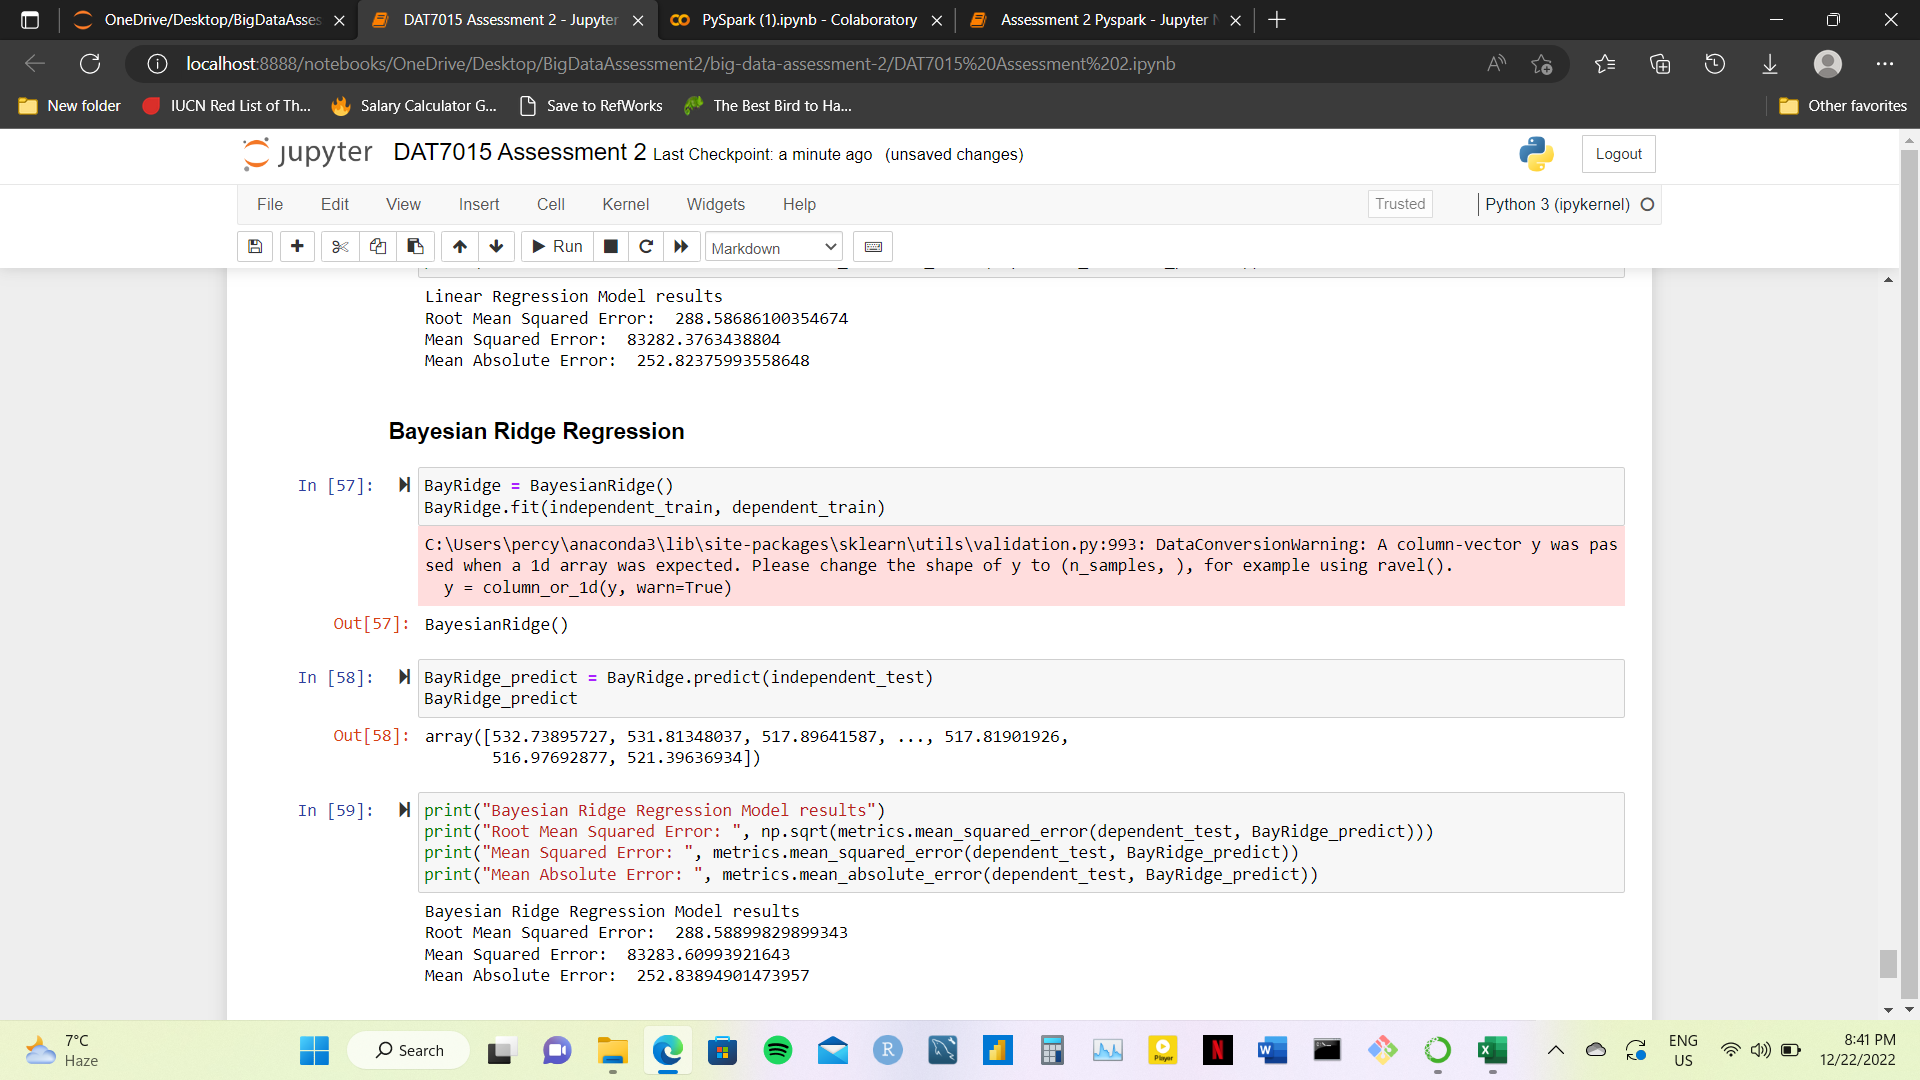 OneDrive/Desktop/BigDataAsses
DAT7015 Assessment 2 - Jupyter
PySpark (1).ipynb - Colaboratory
Assessment 2 Pyspark - Jupyter N
localhost:8888/notebooks/OneDrive/Desktop/BigDataAssessment2/big-data-assessment-2/DAT7015%20Assessment%202.ipynb
New folder
IUCN Red List of Th...
Salary Calculator G...
Save to RefWorks
The Best Bird to Ha...
Other favorites
jupyter DAT7015 Assessment 2 Last Checkpoint: a minute ago (unsaved changes)
Logout
File Edit View Insert Cell Kernel Widgets Help
Trusted
Python 3 (ipykernel)
Run
Markdown
Linear Regression Model results
Root Mean Squared Error:  288.58686100354674
Mean Squared Error:  83282.3763438804
Mean Absolute Error:  252.82375993558648
Bayesian Ridge Regression
In [57]: BayRidge = BayesianRidge()
BayRidge.fit(independent_train, dependent_train)
C:\Users\percy\anaconda3\lib\site-packages\sklearn\utils\validation.py:993: DataConversionWarning: A column-vector y was pas
sed when a 1d array was expected. Please change the shape of y to (n_samples, ), for example using ravel().
y = column_or_1d(y, warn=True)
Out[57]: BayesianRidge()
In [58]: BayRidge_predict = BayRidge.predict(independent_test)
BayRidge_predict
Out[58]: array([532.73895727, 531.81348037, 517.89641587, ..., 517.81901926,
516.97692877, 521.39636934])
In [59]: print("Bayesian Ridge Regression Model results")
print("Root Mean Squared Error: ", np.sqrt(metrics.mean_squared_error(dependent_test, BayRidge_predict)))
print("Mean Squared Error: ", metrics.mean_squared_error(dependent_test, BayRidge_predict))
print("Mean Absolute Error: ", metrics.mean_absolute_error(dependent_test, BayRidge_predict))
Bayesian Ridge Regression Model results
Root Mean Squared Error:  288.58899829899343
Mean Squared Error:  83283.60993921643
Mean Absolute Error:  252.83894901473957
7°C
Haze
Search
R
Player
N
W
X
ENG
US
8:41 PM
12/22/2022